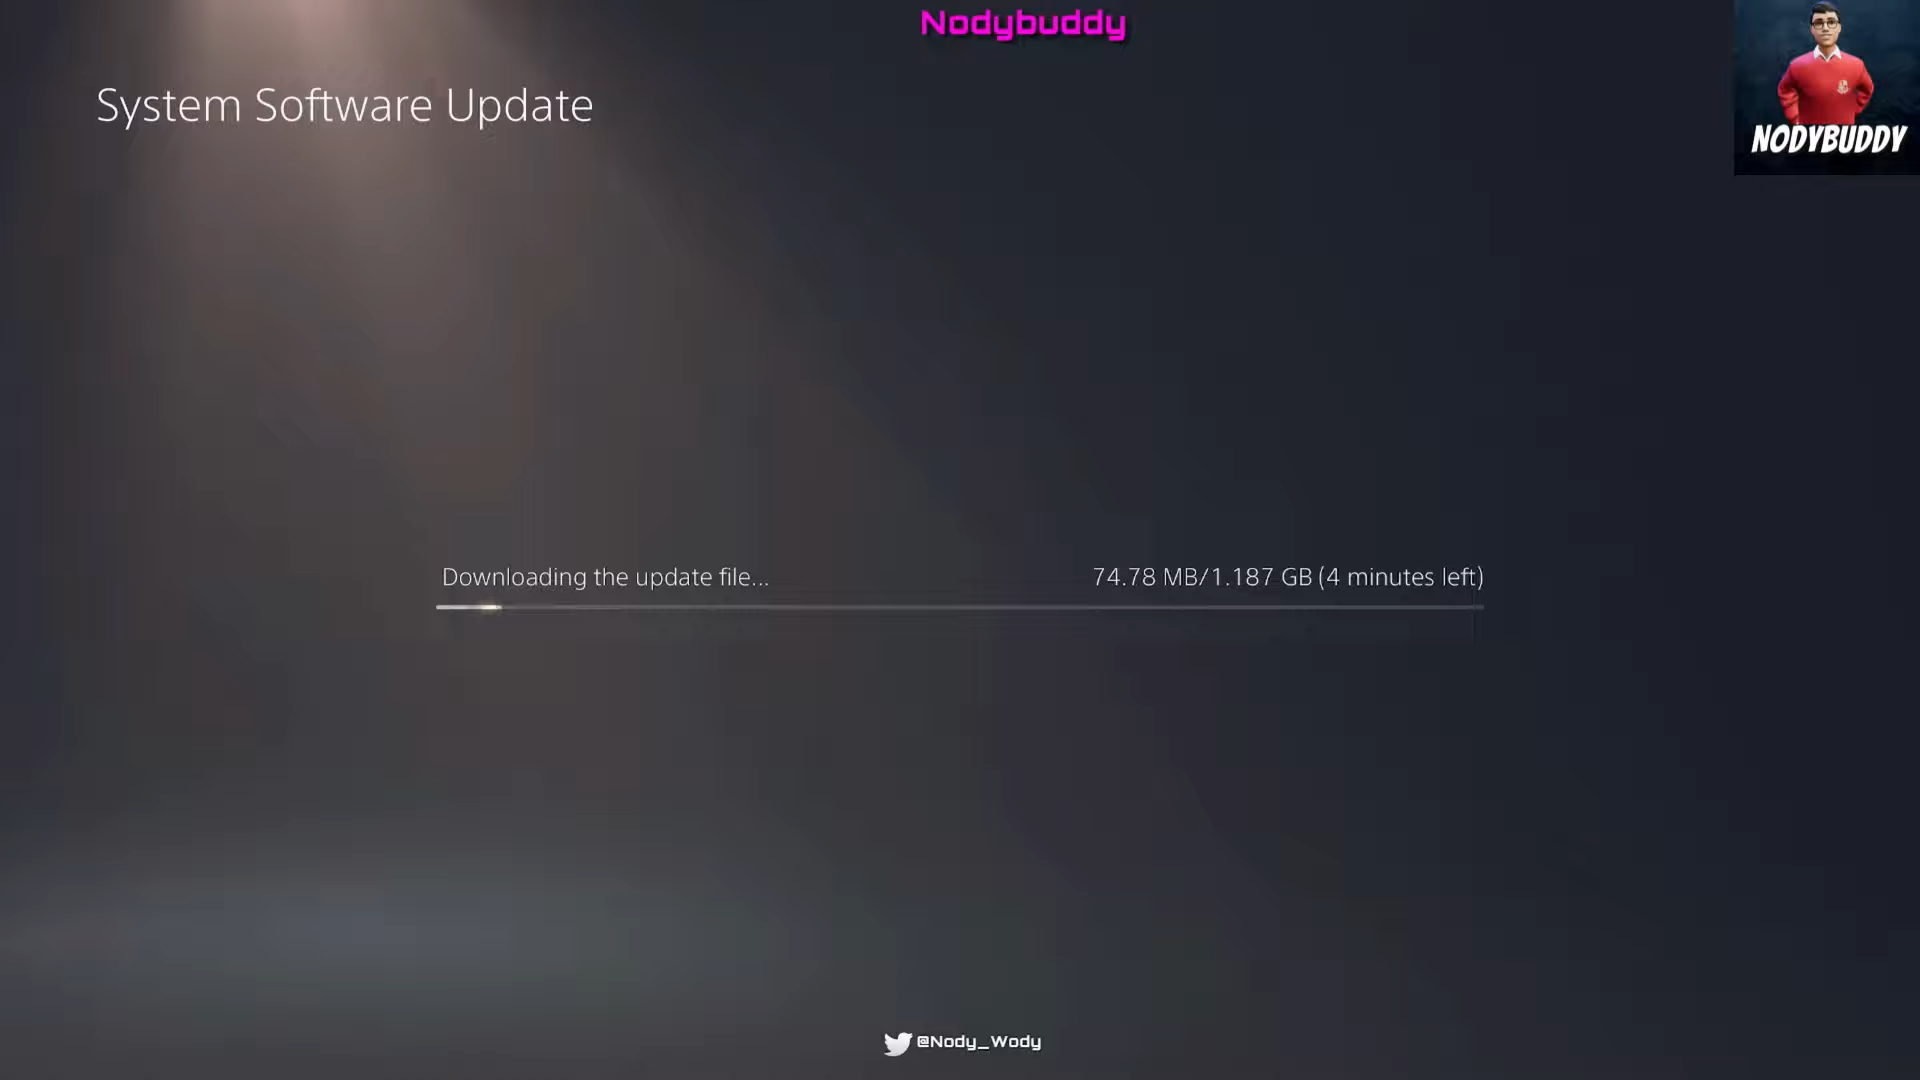 Nodybuddy
System Software Update
NODYBUDDY
Downloading the update file...
74.78 MB/1.187 GB (4 minutes left)
@Nody_Wody